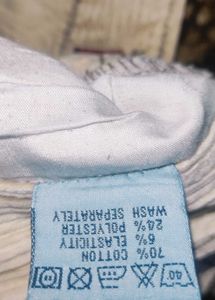 40
70% COTTON
6% ELASTICITY
24% POLYESTER
WASH SEPARATELY